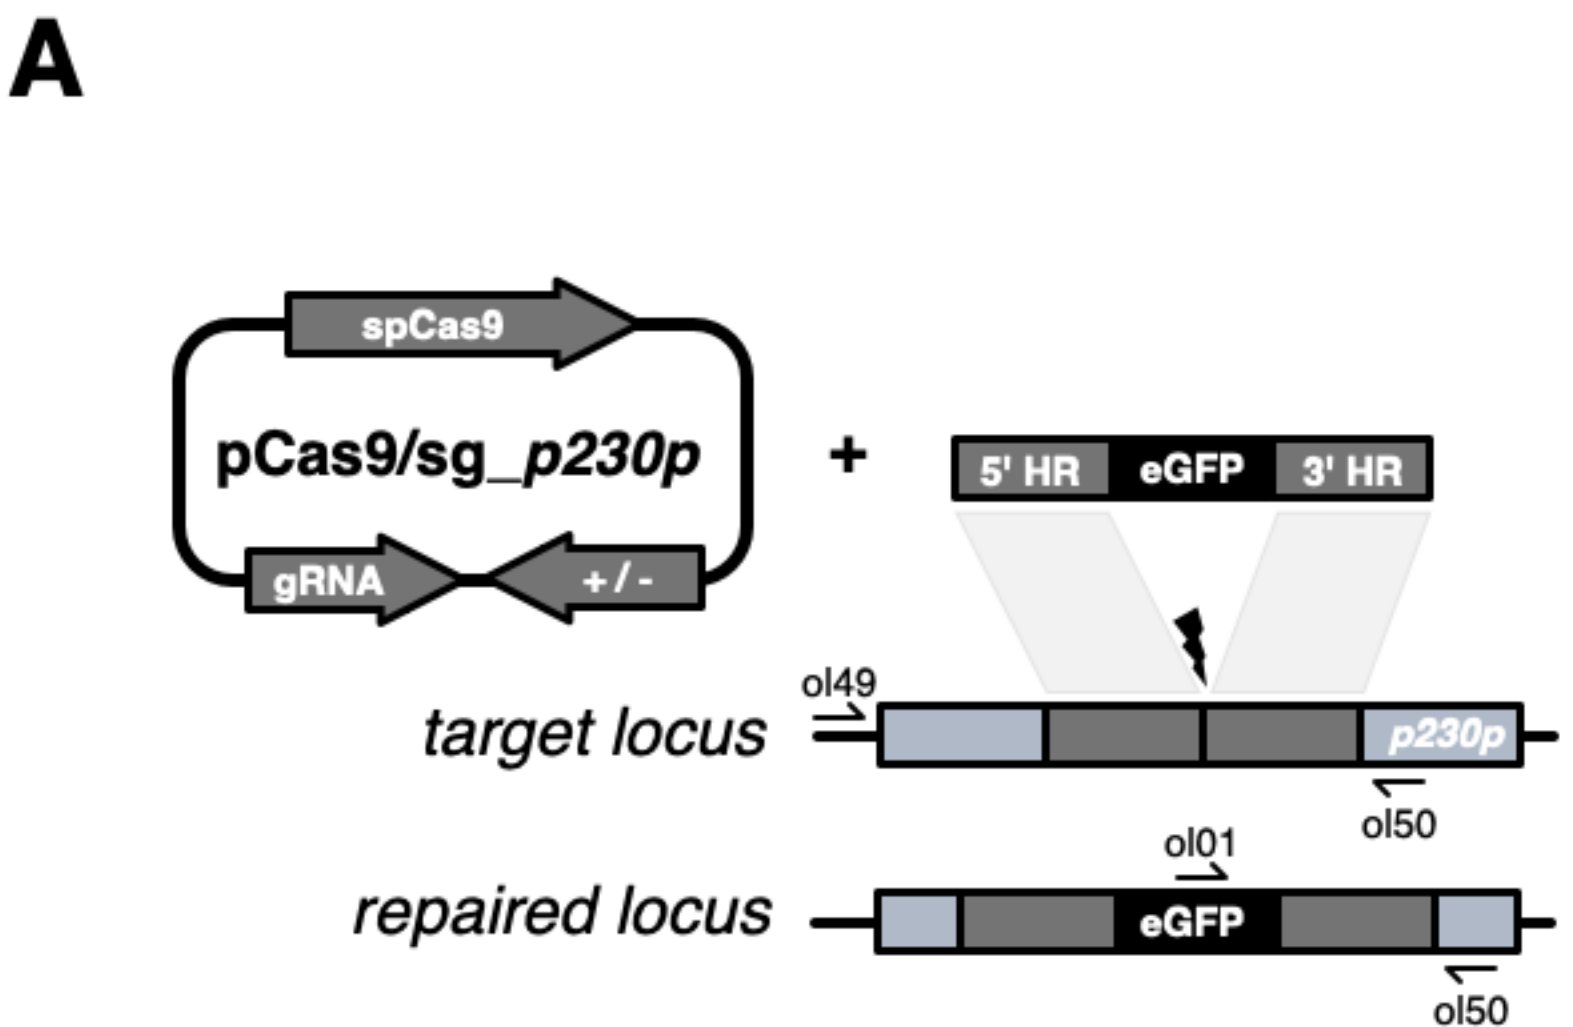 A
spCas9
pCas9/sg_p230p
gRNA
+/-
+
5' HR eGFP 3' HR
ol49
target locus
p230p
ol50
ol01
repaired locus
eGFP
ol50